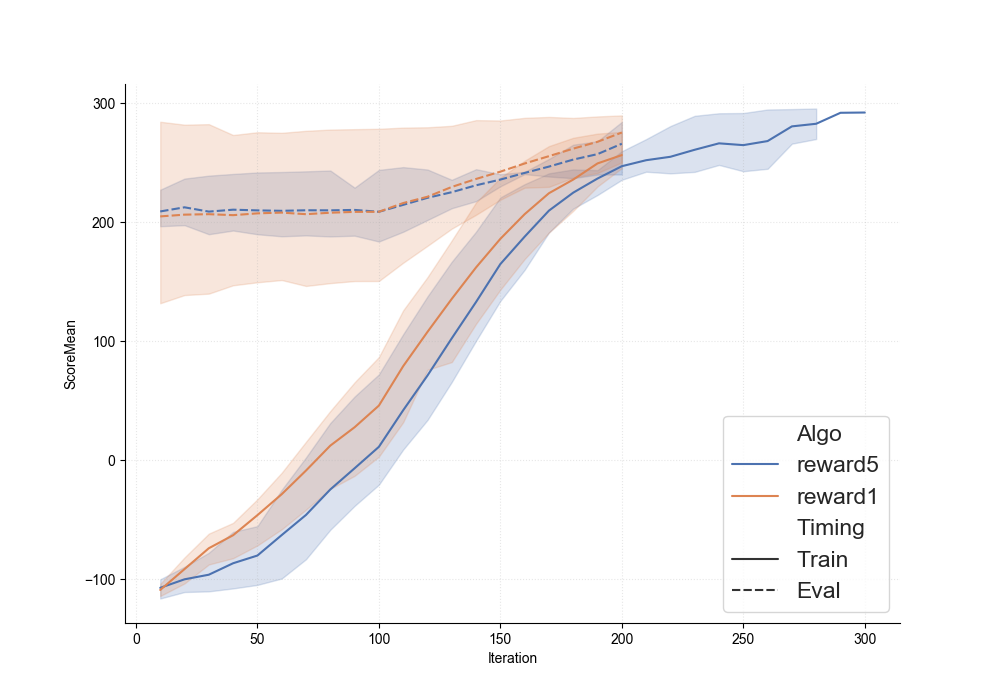 300
200
100
0
−100
ScoreMean
0
50
100
150
200
250
300
Iteration
Algo
reward5
reward1
Timing
Train
Eval